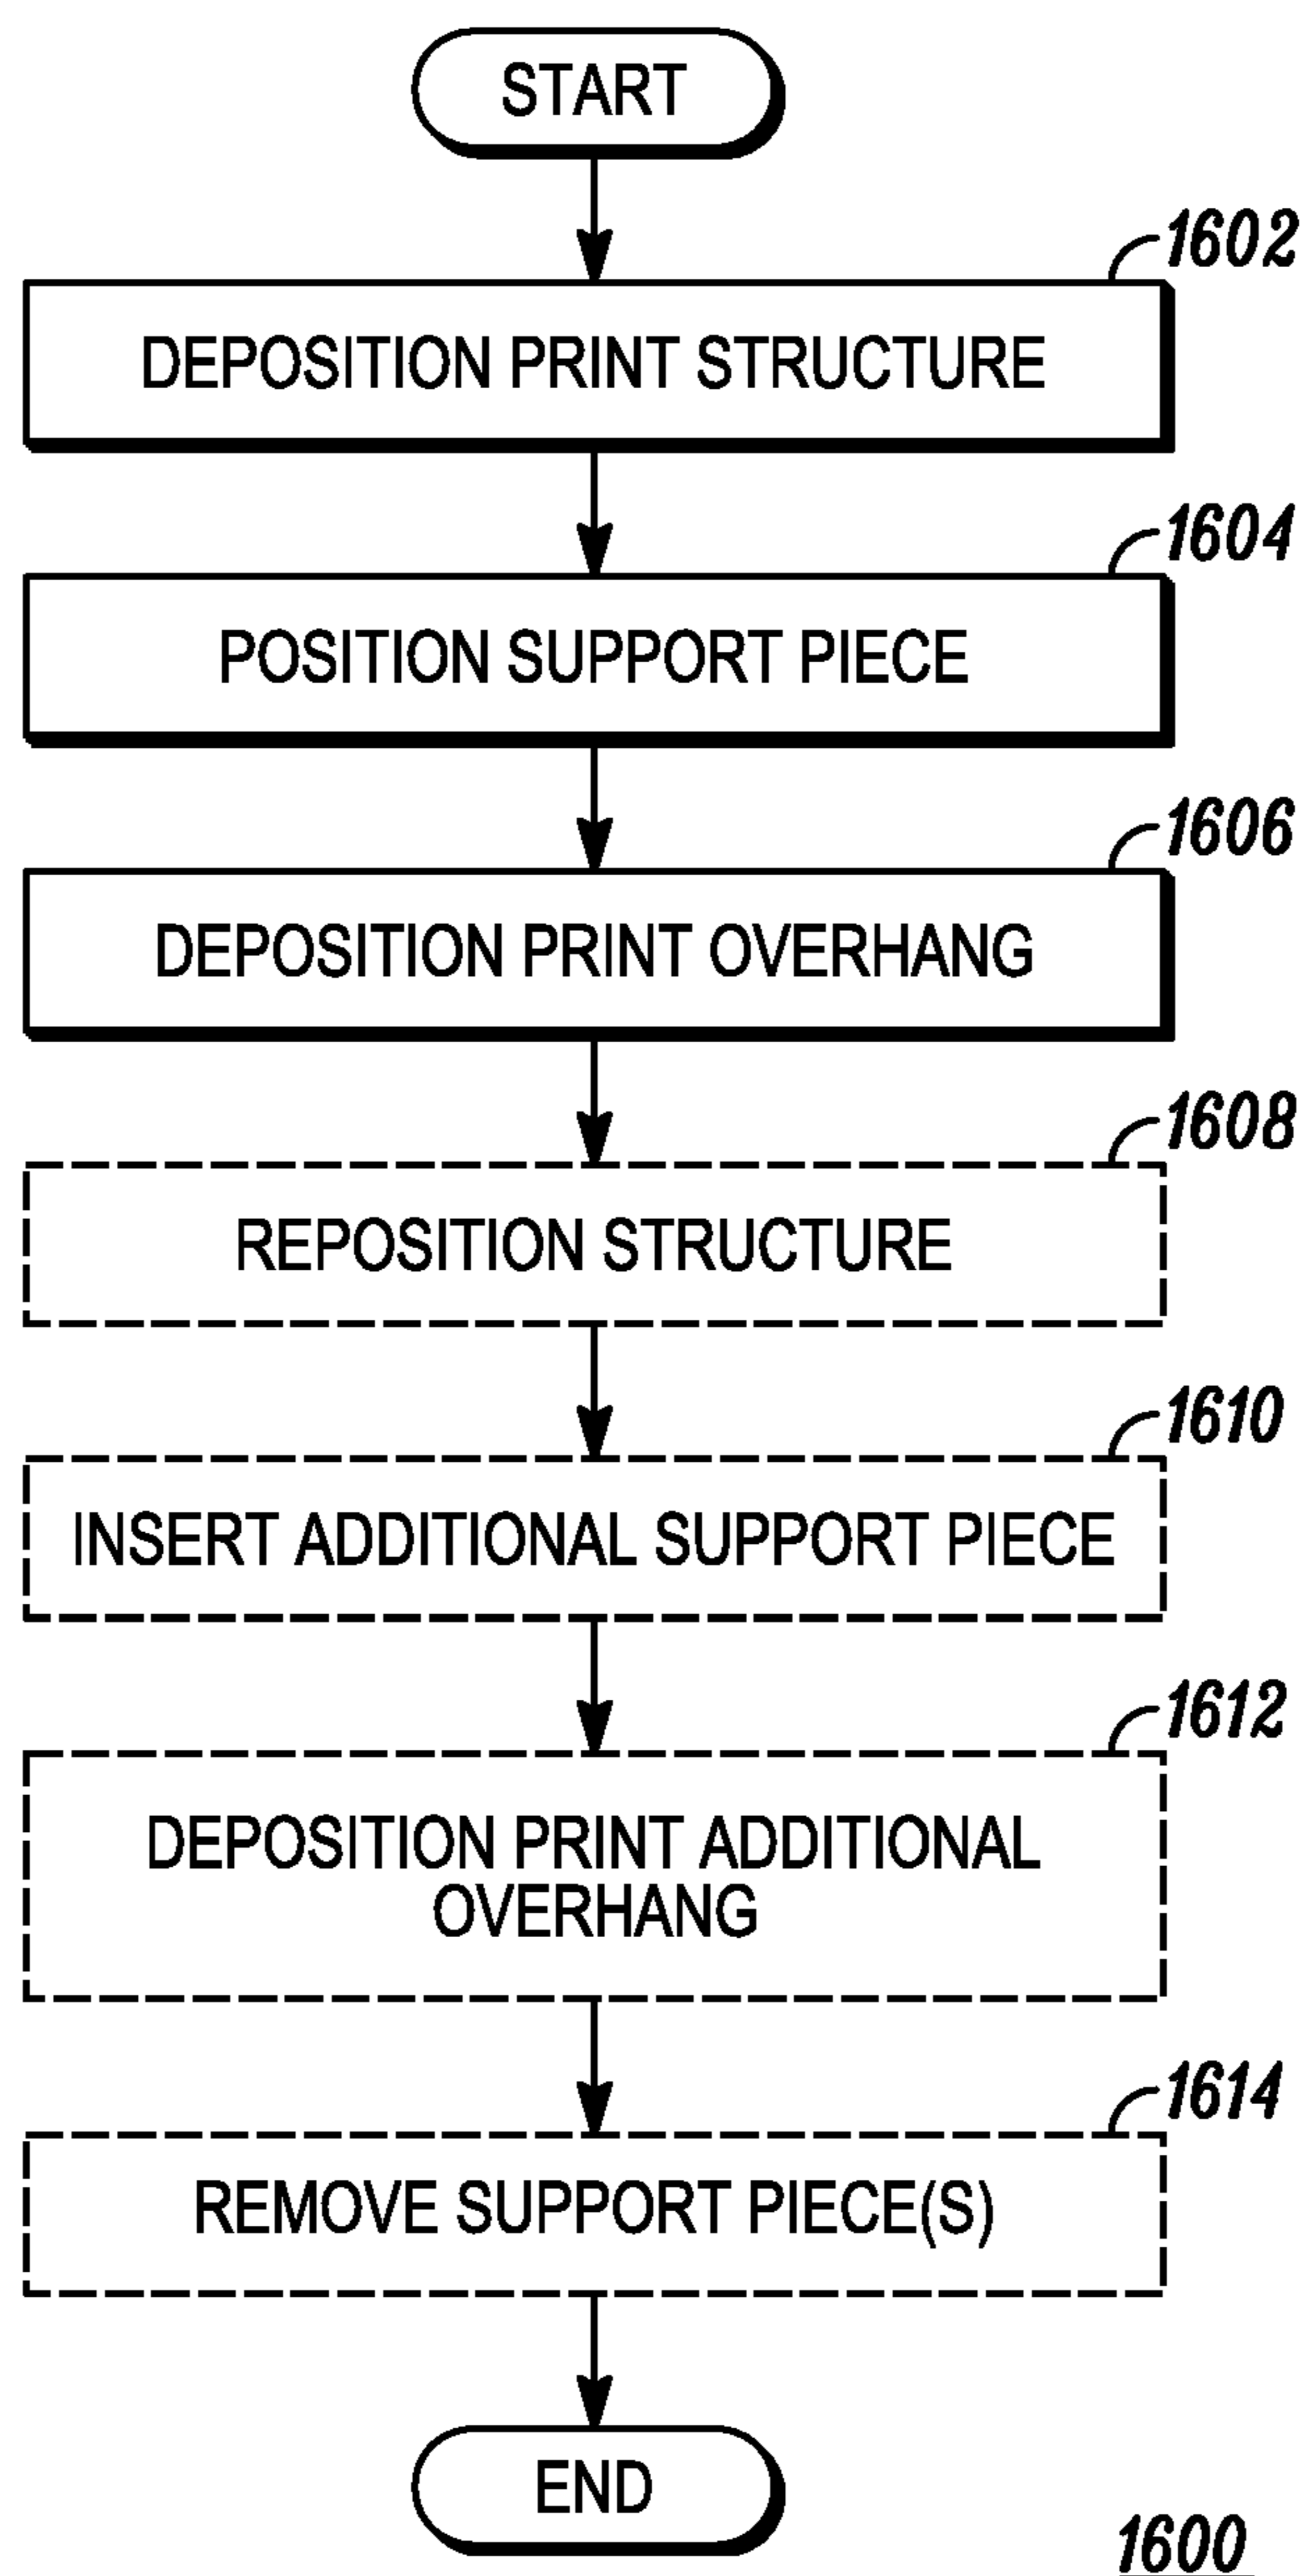 START
1602
DEPOSITION PRINT STRUCTURE
1604
POSITION SUPPORT PIECE
1606
DEPOSITION PRINT OVERHANG
1608
REPOSITION STRUCTURE
1610
INSERT ADDITIONAL SUPPORT PIECE
1612
DEPOSITION PRINT ADDITIONAL
OVERHANG
1614
REMOVE SUPPORT PIECE(S)
END
1600